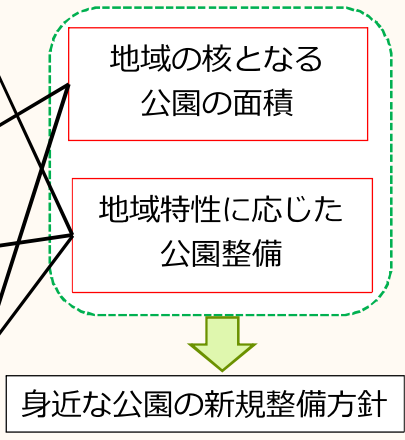 地域の核となる
公園の面積
地域特性に応じた
公園整備
身近な公園の新規整備方針